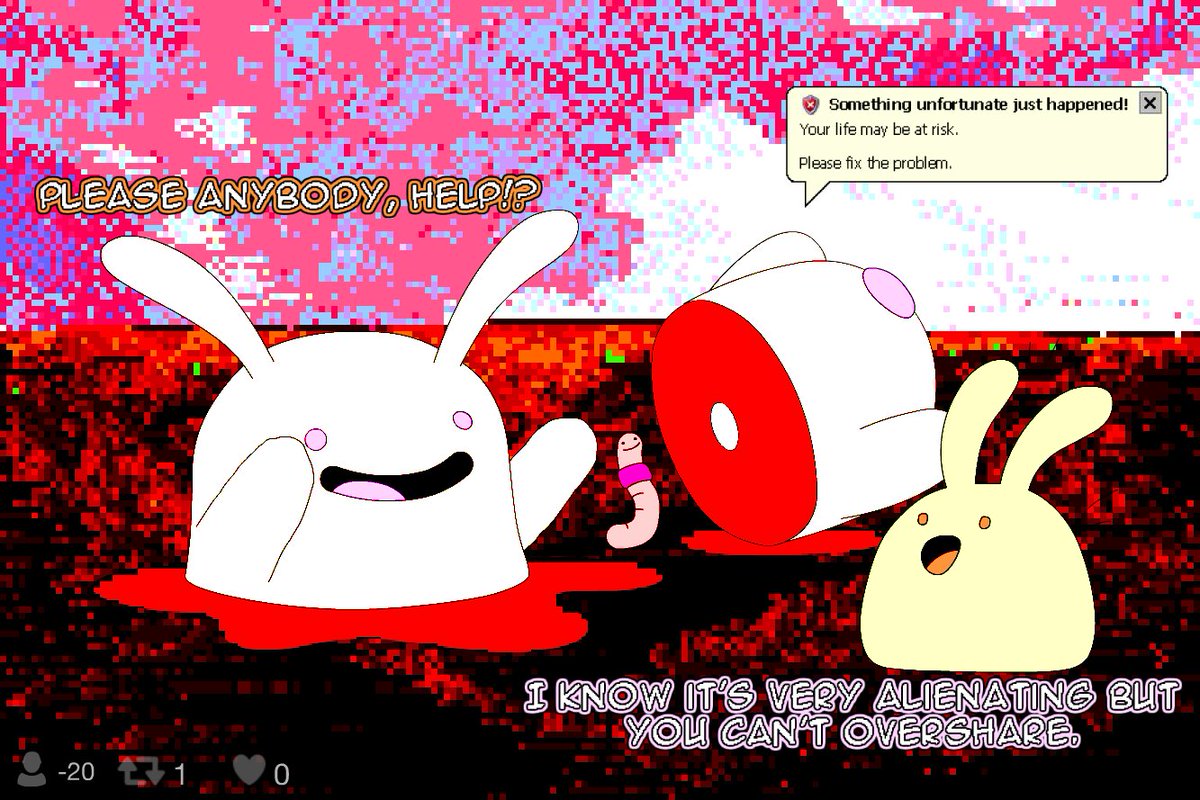 Something unfortunate just happened!
Your life may be at risk.
Please fix the problem.
PLEASE ANYBODY, HELP!?
I KNOW IT'S VERY ALIENATING BUT
YOU CAN'T OVERSHARE.
-20 1 0